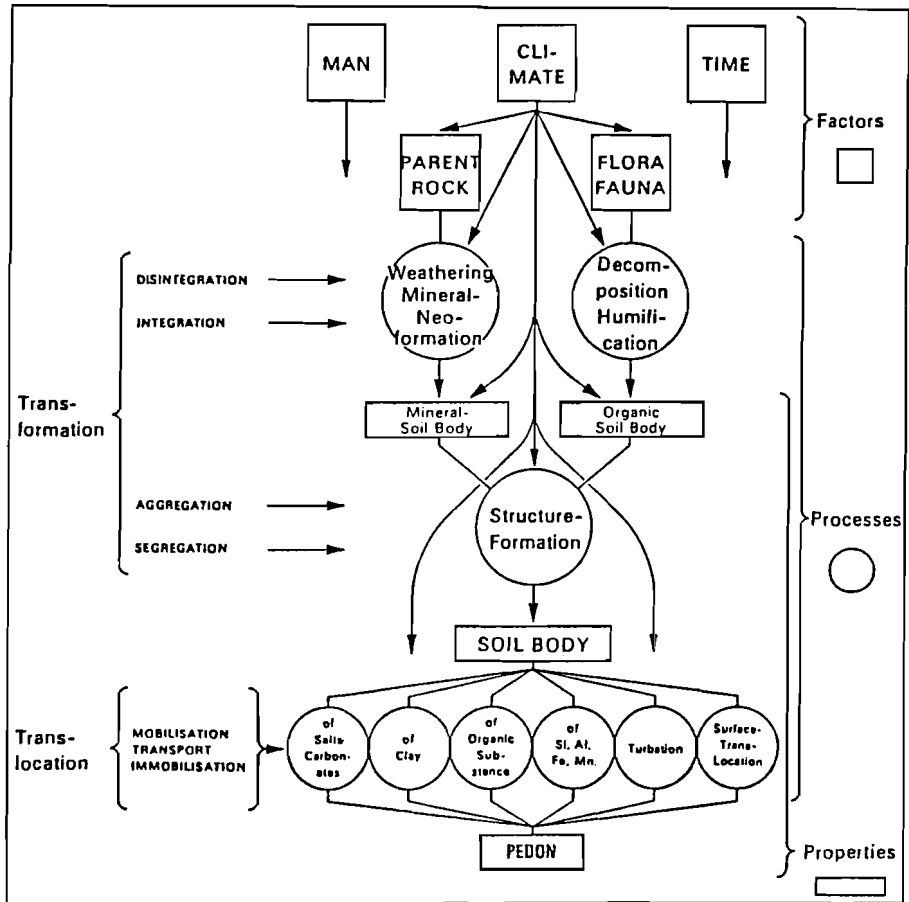 MAN
CLI-
MATE
TIME
Factors
PARENT
ROCK
FLORA
FAUNA
Trans-
formation
DISINTEGRATION
INTEGRATION
Weathering
Mineral-
Neo-
formation
Decom-
position
Humifi-
cation
Mineral-
Soil Body
Organic
Soil Body
AGGREGATION
SEGREGATION
Structure-
Formation
Processes
SOIL BODY
Trans-
location
MOBILISATION
TRANSPORT
IMMOBILISATION
of
Salts
Carbon-
ates
of
Clay
of
Organic
Sub-
stence
of
Si, Al,
Fe, Mn.
Turbation
Surface-
Trans-
Location
PEDON
Properties